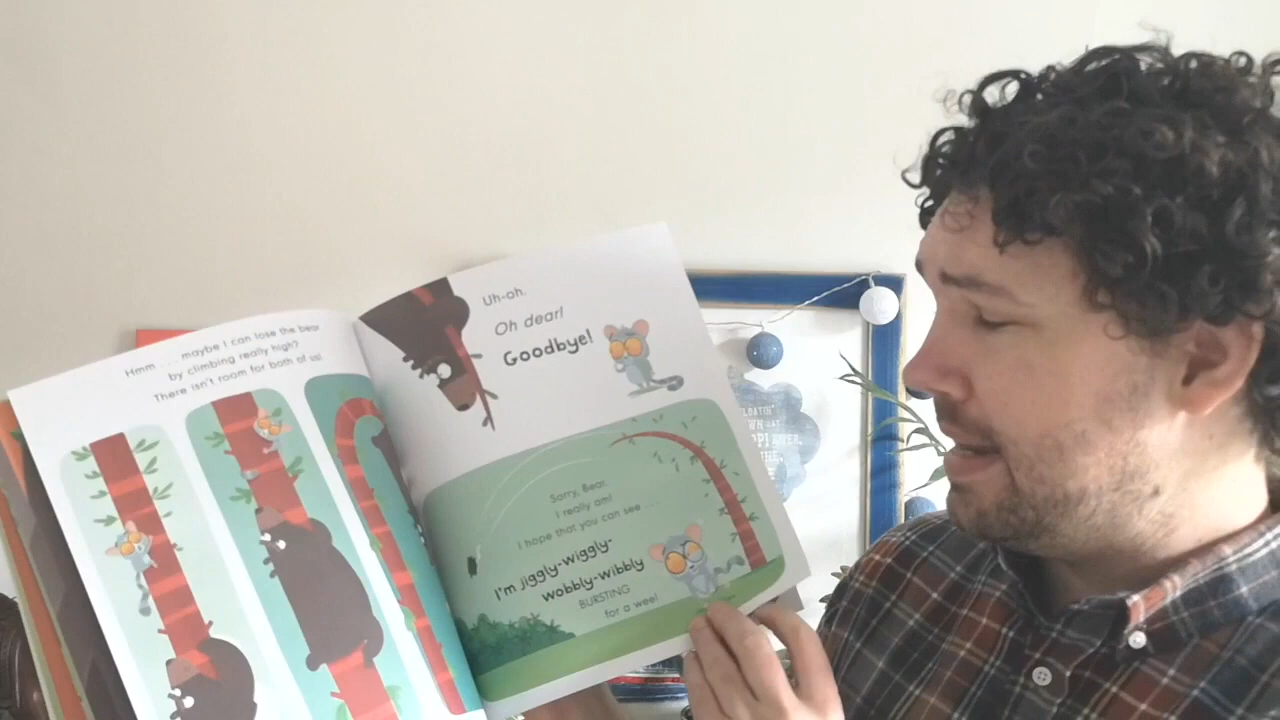 Hmm ... maybe I can lose the bear
by climbing really high?
There isn't room for both of us!
Uh-oh.
Oh dear!
Goodbye!
Sorry, Bear.
I really am!
I hope that you can see ...
I'm jiggly-wiggly-
wobbly-wibbly
BURSTING
for a wee!